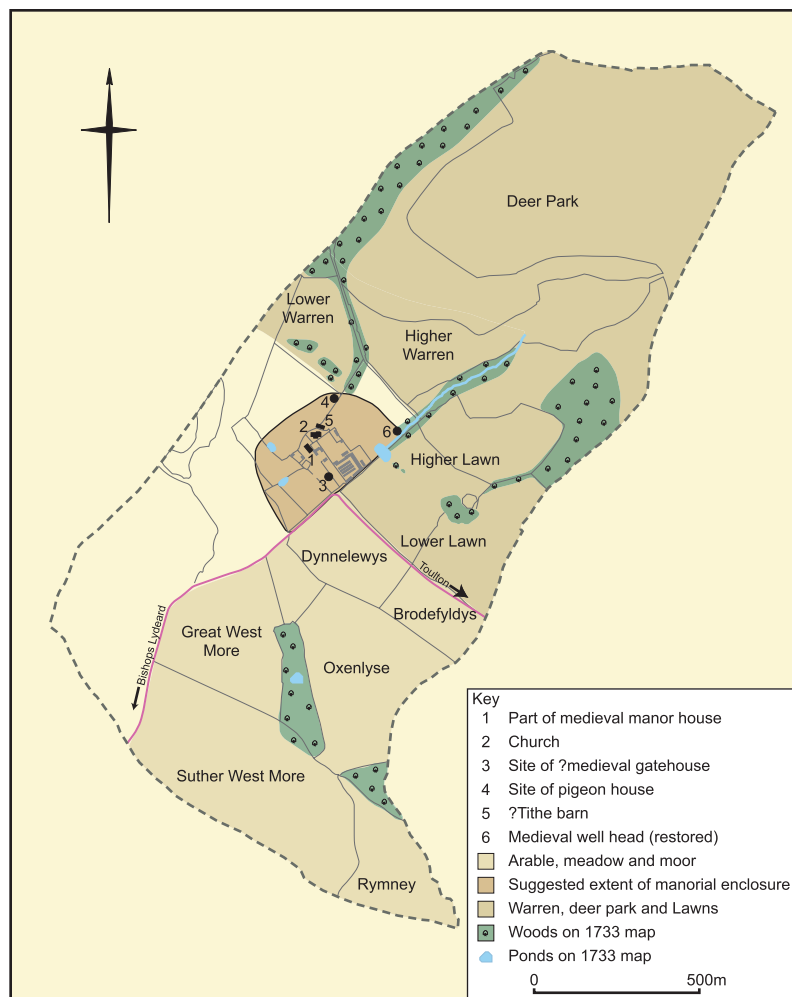 Deer Park
Lower
Warren
Higher
Warren
4
5
2
6
1
3
Higher Lawn
Lower Lawn
Dynnelewys
Toulton
Brodefyldys
Bishops Lydeard
Great West
More
Oxenlyse
Suther West More
Rymney
Key
1 Part of medieval manor house
2 Church
3 Site of ?medieval gatehouse
4 Site of pigeon house
5 ?Tithe barn
6 Medieval well head (restored)
Arable, meadow and moor
Suggested extent of manorial enclosure
Warren, deer park and Lawns
Woods on 1733 map
Ponds on 1733 map
0 500m